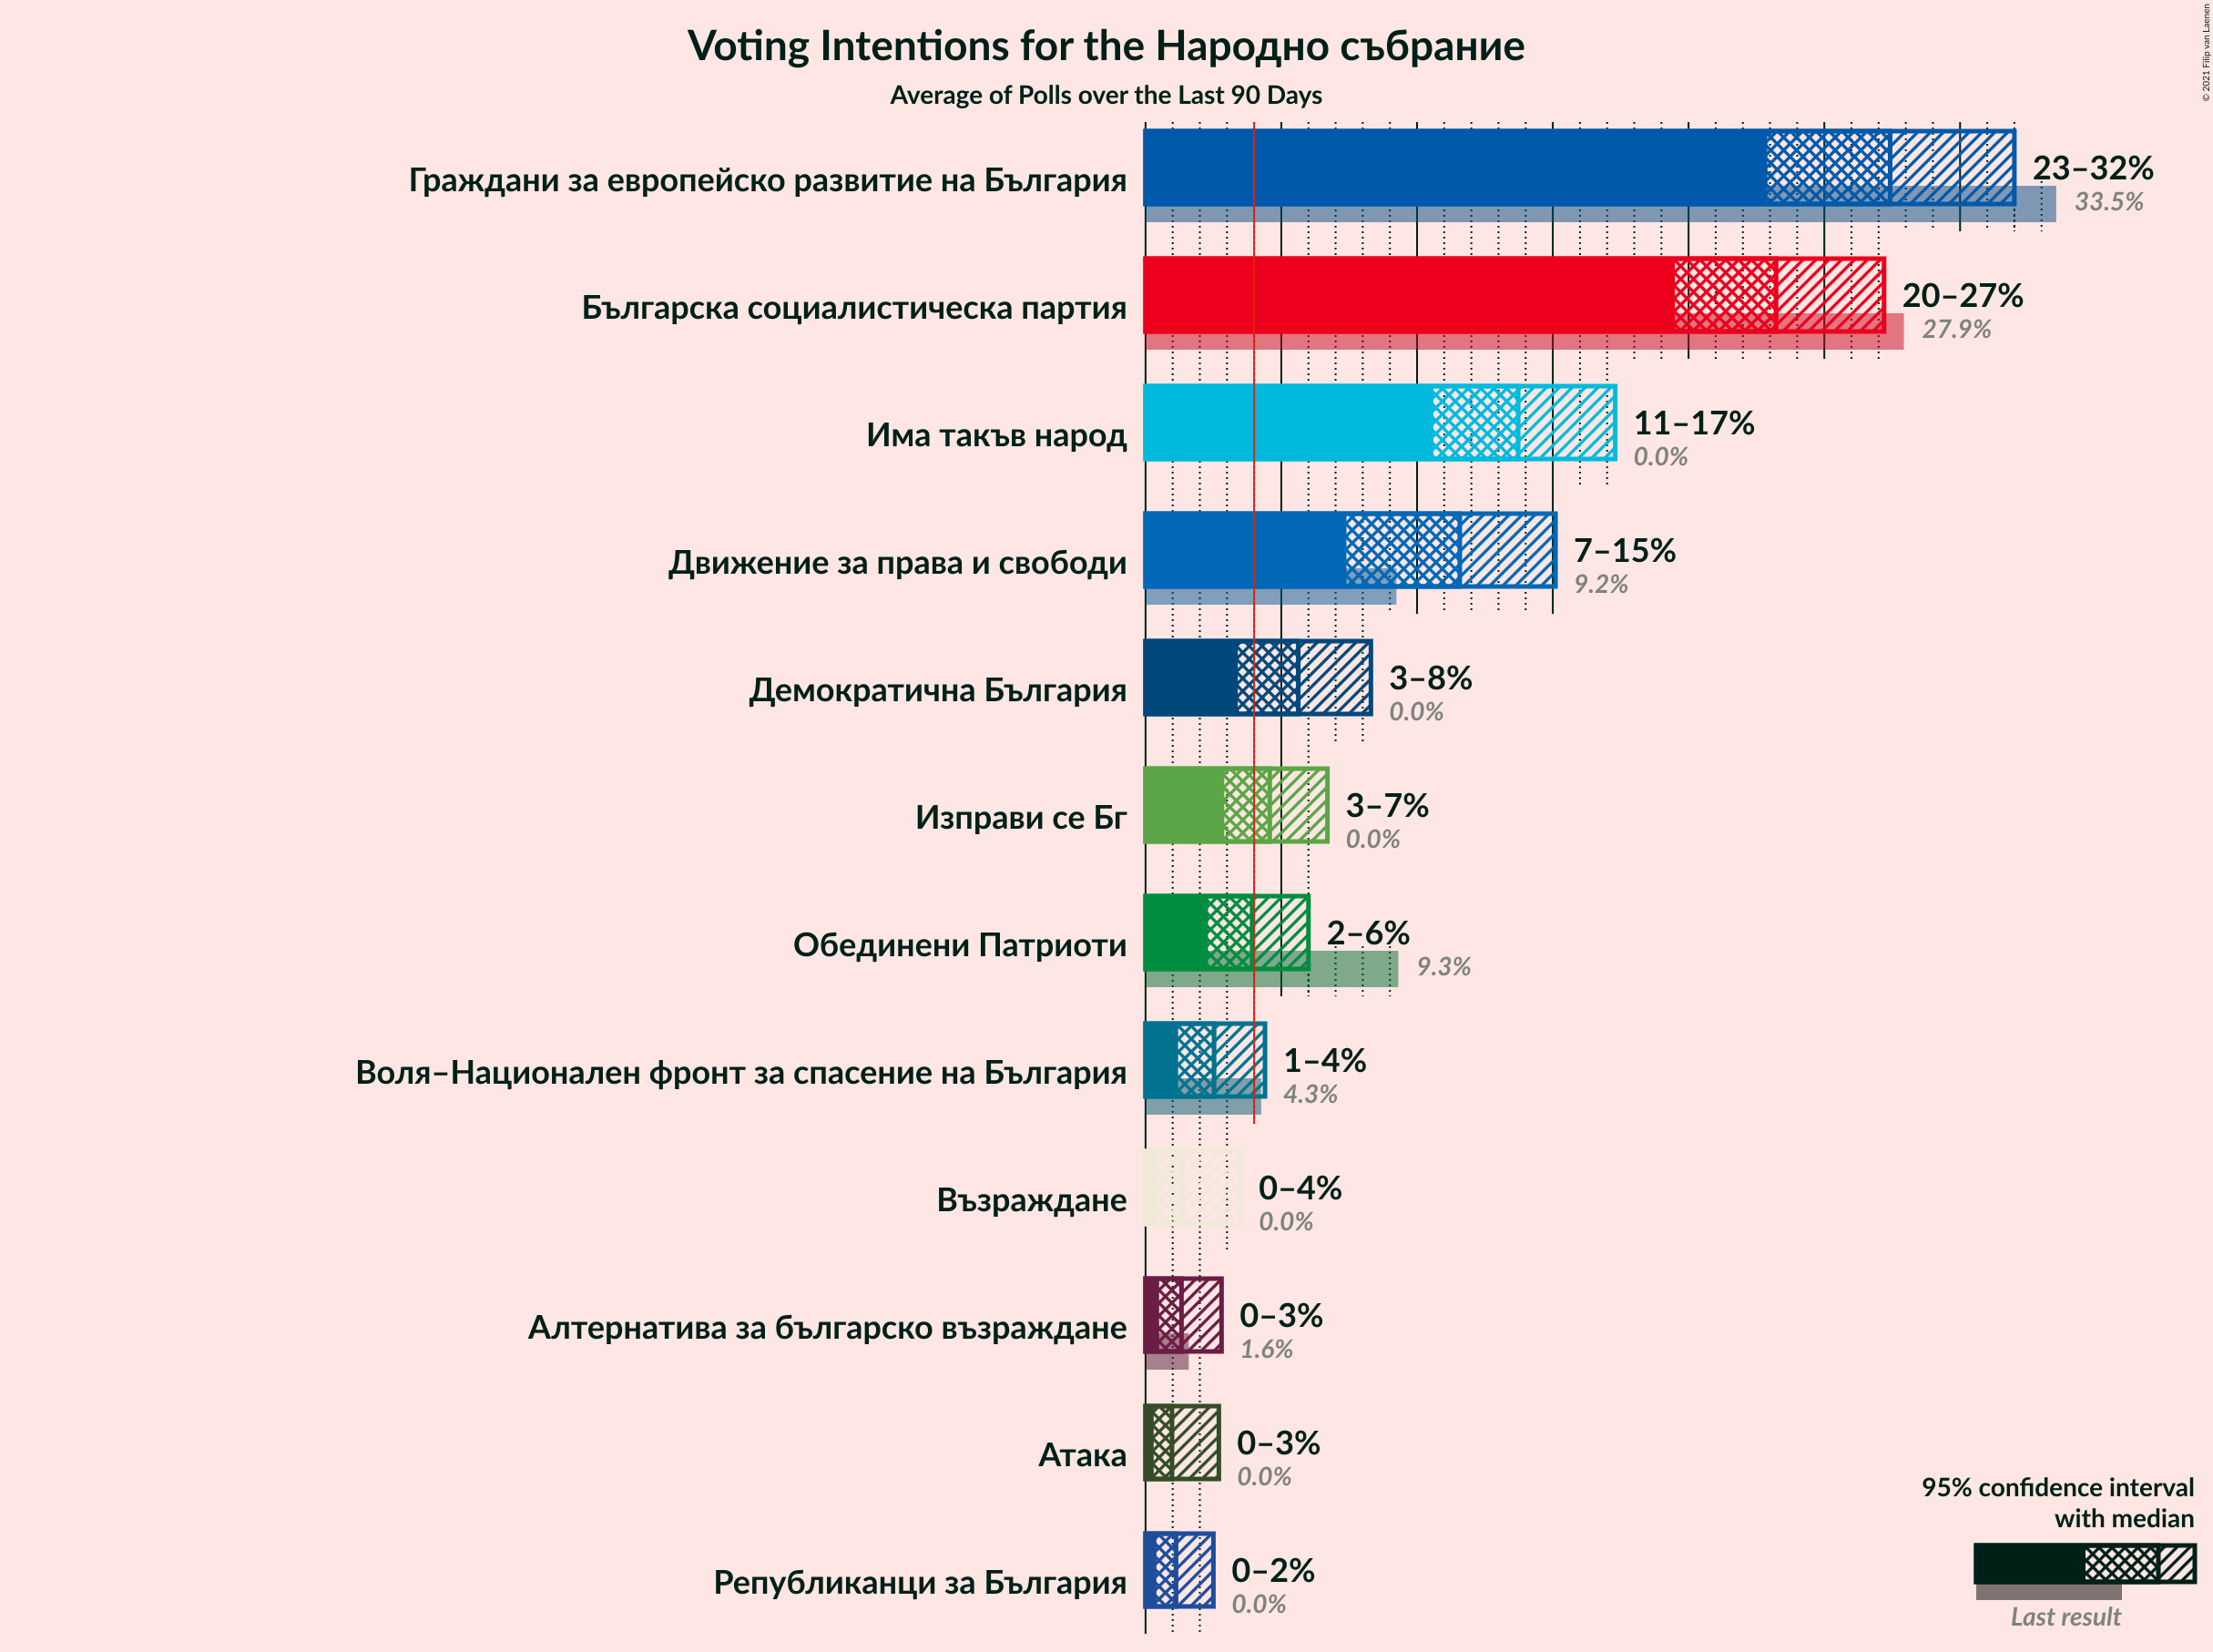 Voting Intentions for the Народно събрание
Average of Polls over the Last 90 Days
© 2021 Filip van Laenen
Граждани за европейско развитие на България
23–32%
33.5%
Българска социалистическа партия
20–27%
27.9%
Има такъв народ
11–17%
0.0%
Движение за права и свободи
7–15%
9.2%
Демократична България
3–8%
0.0%
Изправи се Бг
3–7%
0.0%
Обединени Патриоти
2–6%
9.3%
Воля–Национален фронт за спасение на България
1–4%
4.3%
Възраждане
0–4%
0.0%
Алтернатива за българско възраждане
0–3%
1.6%
Атака
0–3%
0.0%
Републиканци за България
0–2%
0.0%
95% confidence interval
with median
Last result